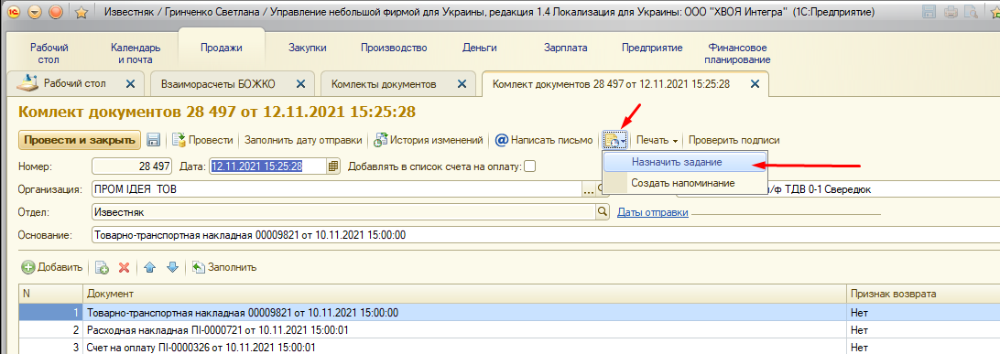 Известняк / Гринченко Светлана / Управление небольшой фирмой для Украины, редакция 1.4 Локализация для Украины: ООО "ХВОЯ Интегра" (1С:Предприятие)
Рабочий стол
Календарь и почта
Продажи
Закупки
Производство
Деньги
Зарплата
Предприятие
Финансовое планирование
Рабочий стол
Взаиморасчеты БОЖКО
Комлекты документов
Комлект документов 28 497 от 12.11.2021 15:25:28
Комлект документов 28 497 от 12.11.2021 15:25:28
Провести и закрыть
Провести
Заполнить дату отправки
История изменений
@ Написать письмо
Печать
Проверить подписи
Назначить задание
Создать напоминание
Номер: 28 497 Дата: 12.11.2021 15:25:28 Добавлять в список счета на оплату:
Организация: ПРОМ ІДЕЯ ТОВ ... /ф ТДВ 0-1 Свередюк
Отдел: Известняк Даты отправки
Основание: Товарно-транспортная накладная 00009821 от 10.11.2021 15:00:00
Добавить Заполнить
N Документ Признак возврата
1 Товарно-транспортная накладная 00009821 от 10.11.2021 15:00:00 Нет
2 Расходная накладная ПІ-0000721 от 10.11.2021 15:00:01 Нет
3 Счет на оплату ПІ-0000326 от 10.11.2021 15:00:01 Нет